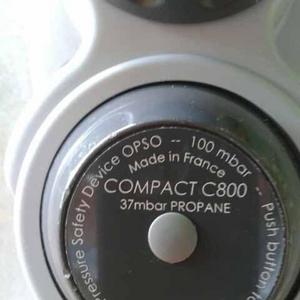 Pressure Safety Device OPSO -- 100 mbar -- Push button
Made in France
COMPACT C800
37mbar PROPANE